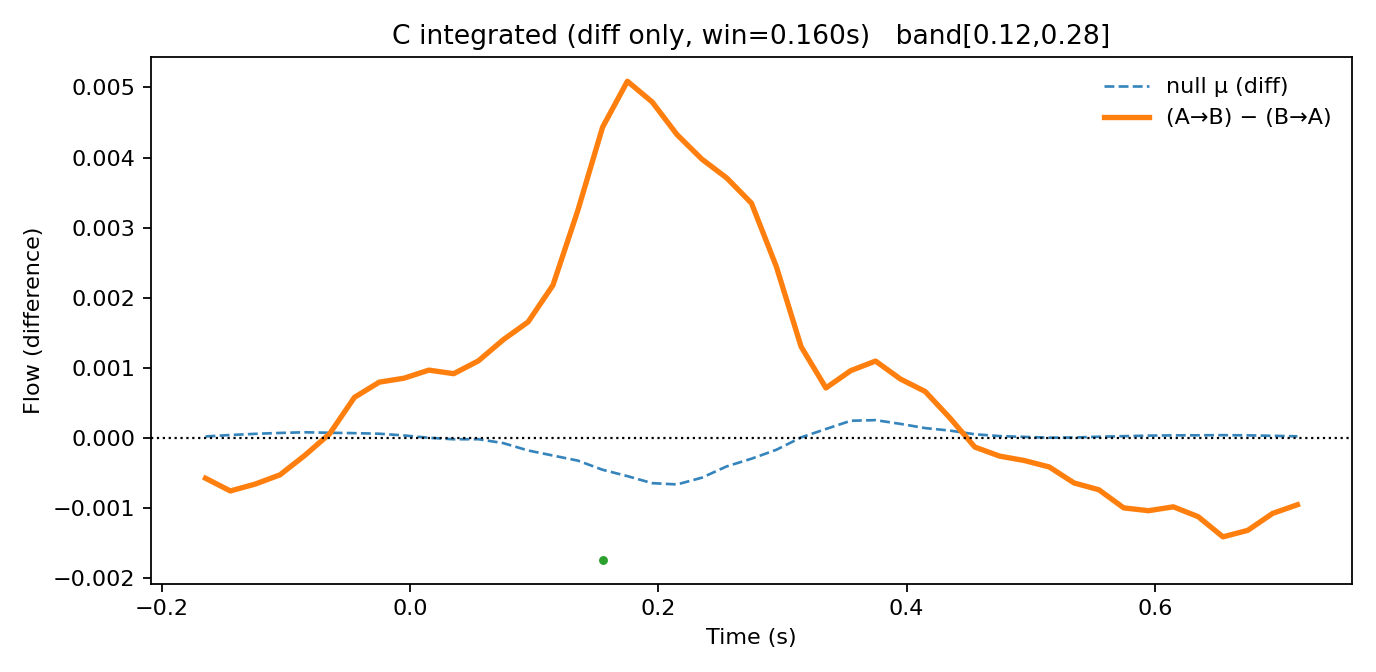 C integrated (diff only, win=0.160s)   band[0.12,0.28]
null μ (diff)
(A→B) − (B→A)
Flow (difference)
0.005
0.004
0.003
0.002
0.001
0.000
−0.001
−0.002
−0.2
0.0
0.2
0.4
0.6
Time (s)